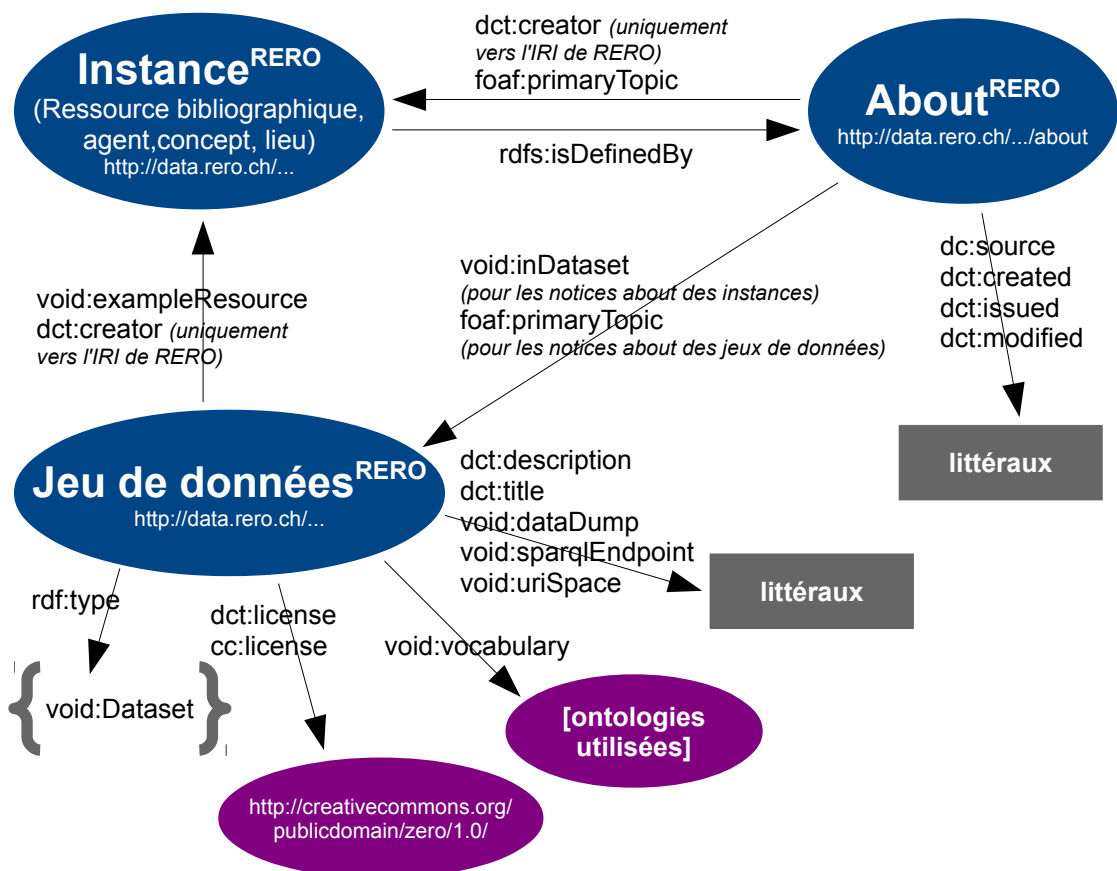 dct:creator (uniquement
vers l'IRI de RERO)
foaf:primaryTopic
Instance^RERO
(Ressource bibliographique,
agent,concept, lieu)
http://data.rero.ch/...
About^RERO
http://data.rero.ch/.../about
rdfs:isDefinedBy
void:exampleResource
dct:creator (uniquement
vers l'IRI de RERO)
void:inDataset
(pour les notices about des instances)
foaf:primaryTopic
(pour les notices about des jeux de données)
dc:source
dct:created
dct:issued
dct:modified
littéraux
Jeu de données^RERO
http://data.rero.ch/...
dct:description
dct:title
void:dataDump
void:sparqlEndpoint
void:uriSpace
littéraux
rdf:type
{ void:Dataset }
dct:license
cc:license
void:vocabulary
[ontologies
utilisées]
http://creativecommons.org/
publicdomain/zero/1.0/